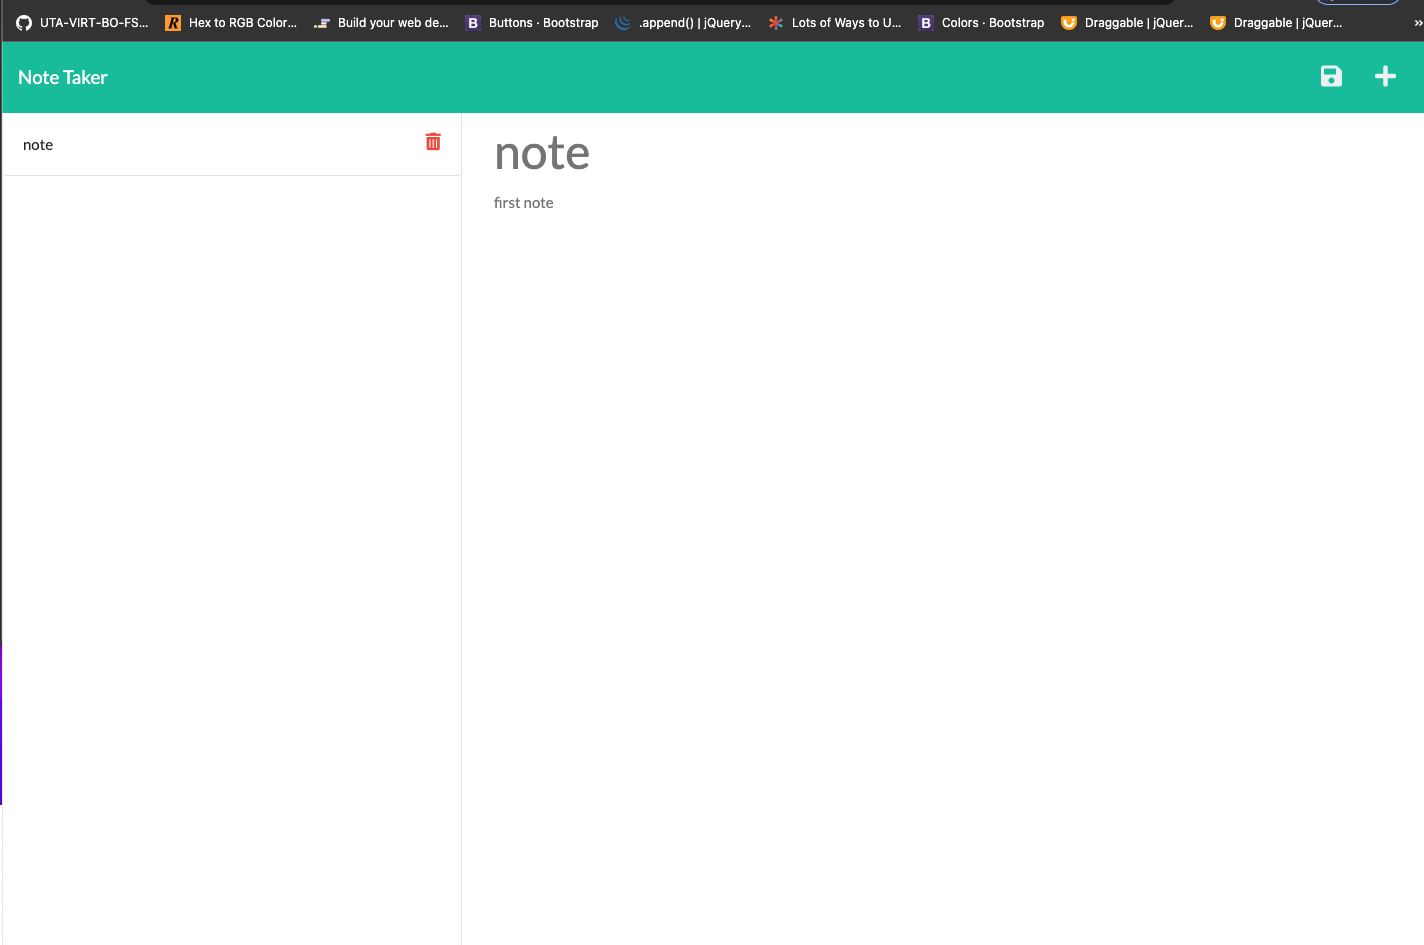 UTA-VIRT-BO-FS... Hex to RGB Color... Build your web de... Buttons · Bootstrap .append() | jQuery... Lots of Ways to U... Colors · Bootstrap Draggable | jQuer... Draggable | jQuer... »
Note Taker
note
note
first note